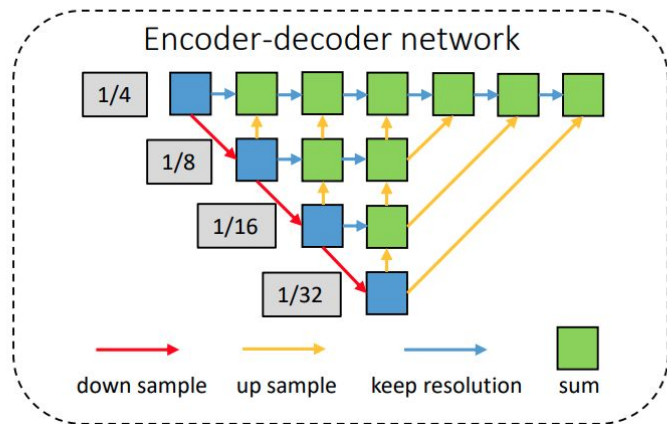 Encoder-decoder network
1/4
1/8
1/16
1/32
down sample up sample keep resolution sum